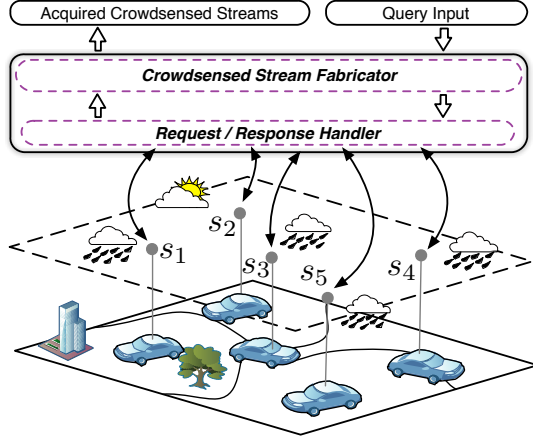 Acquired Crowdsensed Streams
Query Input
Crowdsensed Stream Fabricator
Request / Response Handler
s1
s2
s3
s5
s4